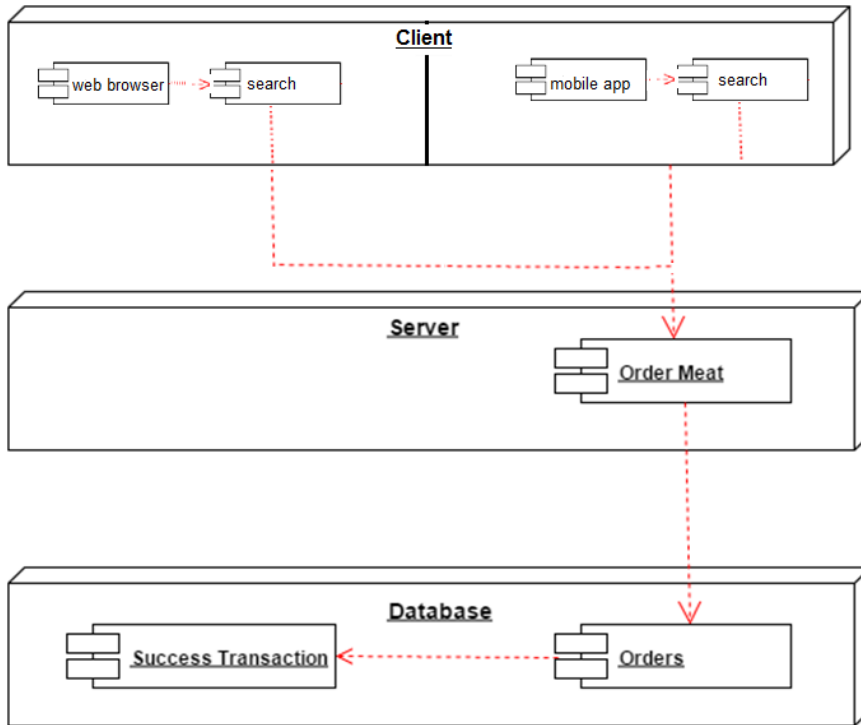 Client
web browser
search
mobile app
search
Server
Order Meat
Database
Success Transaction
Orders